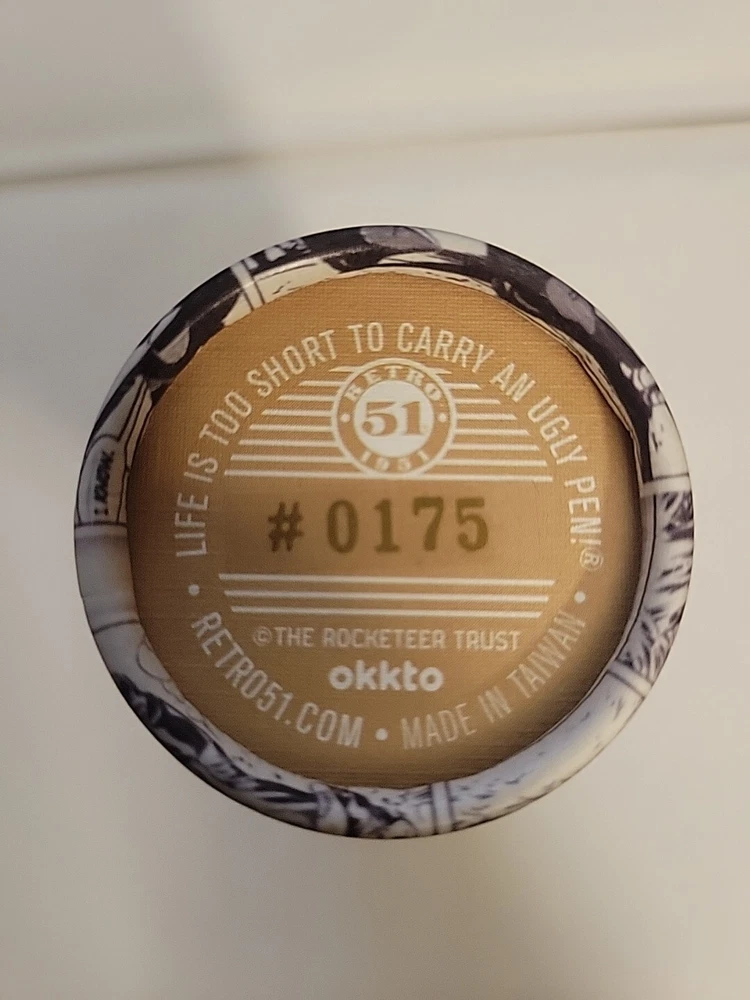 LIFE IS TOO SHORT TO CARRY AN UGLY PEN!®
RETRO
51
1951
#0175
©THE ROCKETEER TRUST
okkto
• RETRO51.COM • MADE IN TAIWAN •